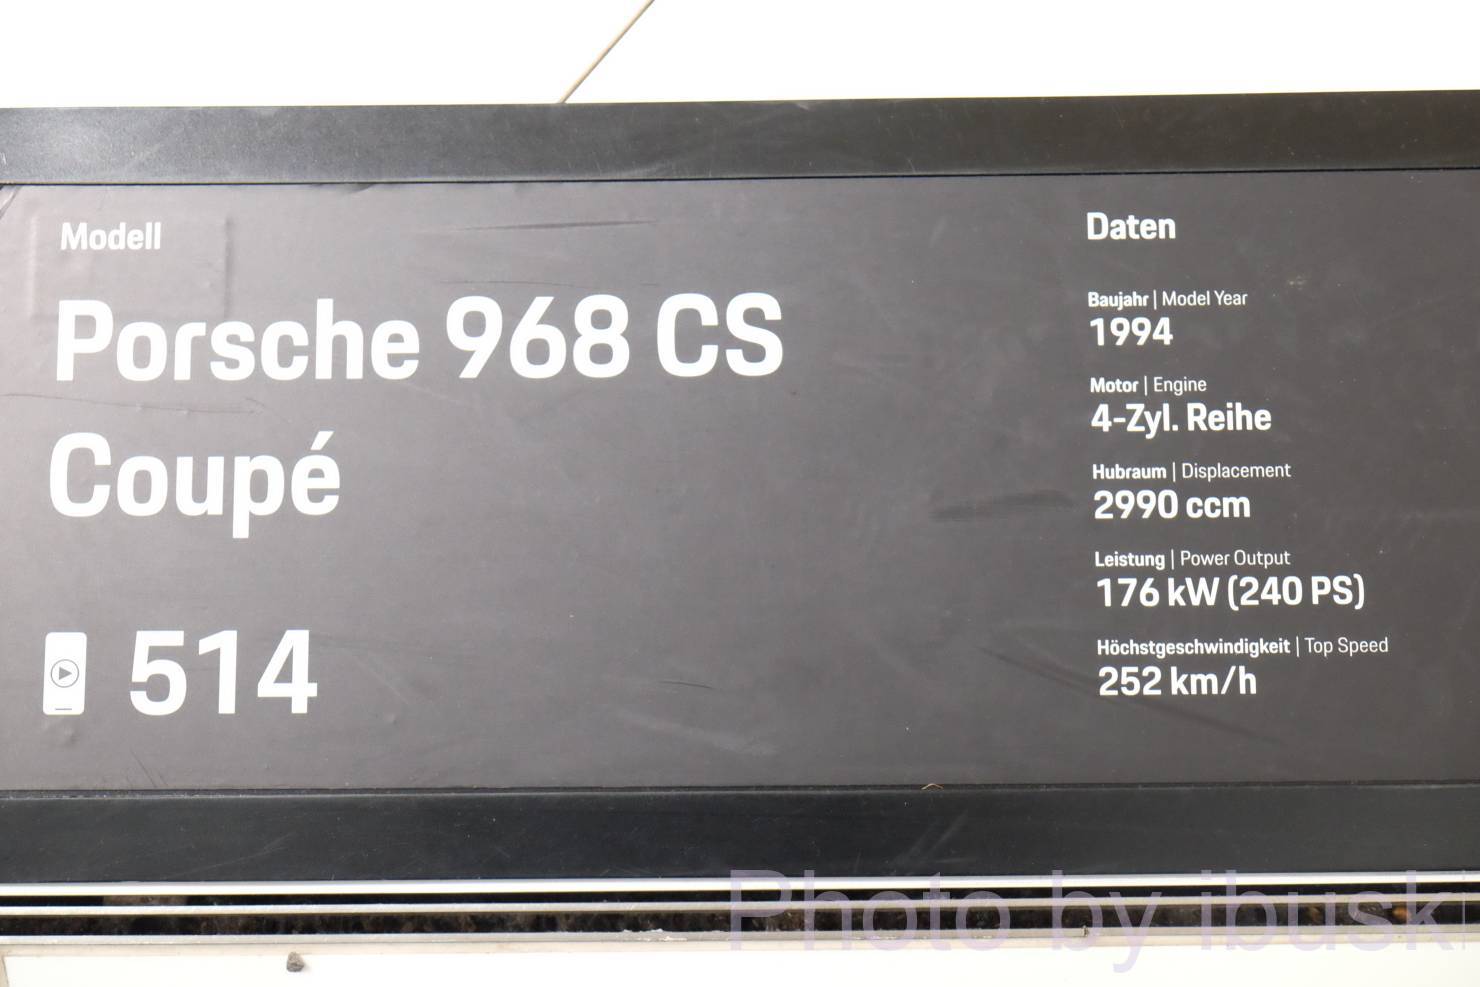 Modell
Porsche 968 CS
Coupé
514
Daten
Baujahr | Model Year
1994
Motor | Engine
4-Zyl. Reihe
Hubraum | Displacement
2990 ccm
Leistung | Power Output
176 kW (240 PS)
Höchstgeschwindigkeit | Top Speed
252 km/h
Photo by ibusk